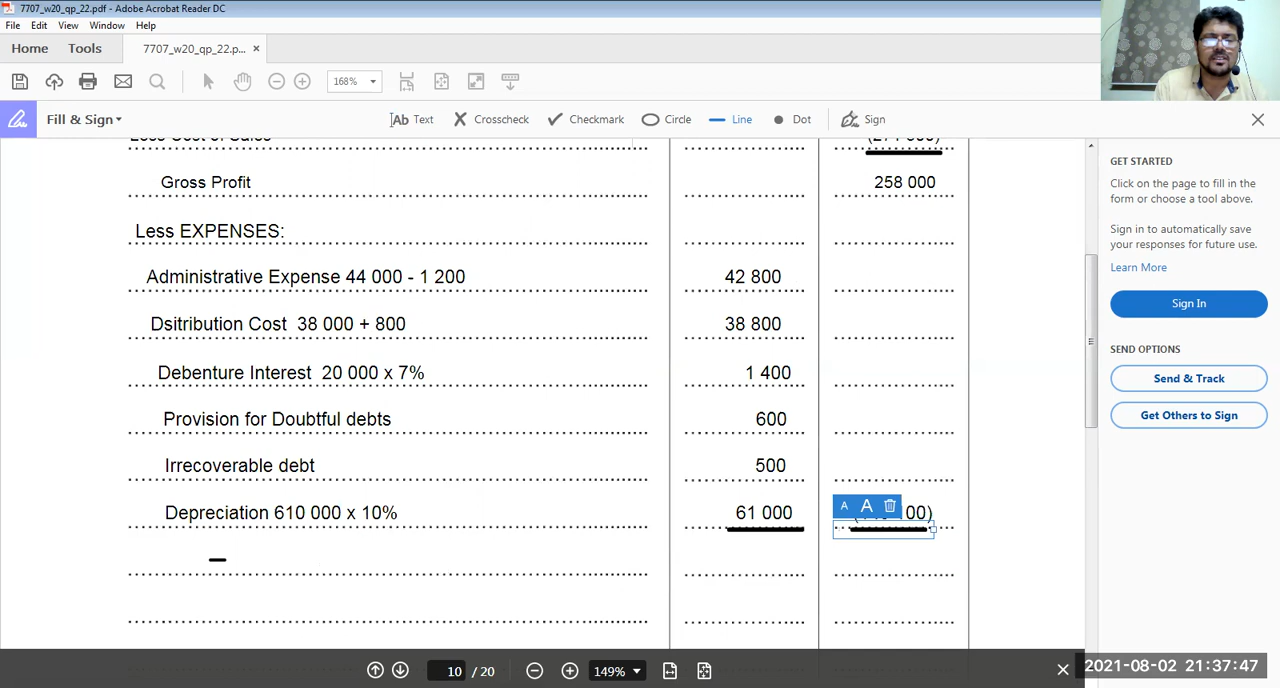 7707_w20_qp_22.pdf - Adobe Acrobat Reader DC
File Edit View Window Help
Home Tools 7707_w20_qp_22.p... ×
168%
Fill & Sign
Ab Text Crosscheck Checkmark Circle Line Dot Sign
Less Cost of Sales
Gross Profit 258 000
Less EXPENSES:
Administrative Expense 44 000 - 1 200 42 800
Dsitribution Cost 38 000 + 800 38 800
Debenture Interest 20 000 x 7% 1 400
Provision for Doubtful debts 600
Irrecoverable debt 500
Depreciation 610 000 x 10% 61 000
A A
GET STARTED
Click on the page to fill in the
form or choose a tool above.
Sign in to automatically save
your responses for future use.
Learn More
Sign In
SEND OPTIONS
Send & Track
Get Others to Sign
10 / 20 149%
2021-08-02 21:37:47